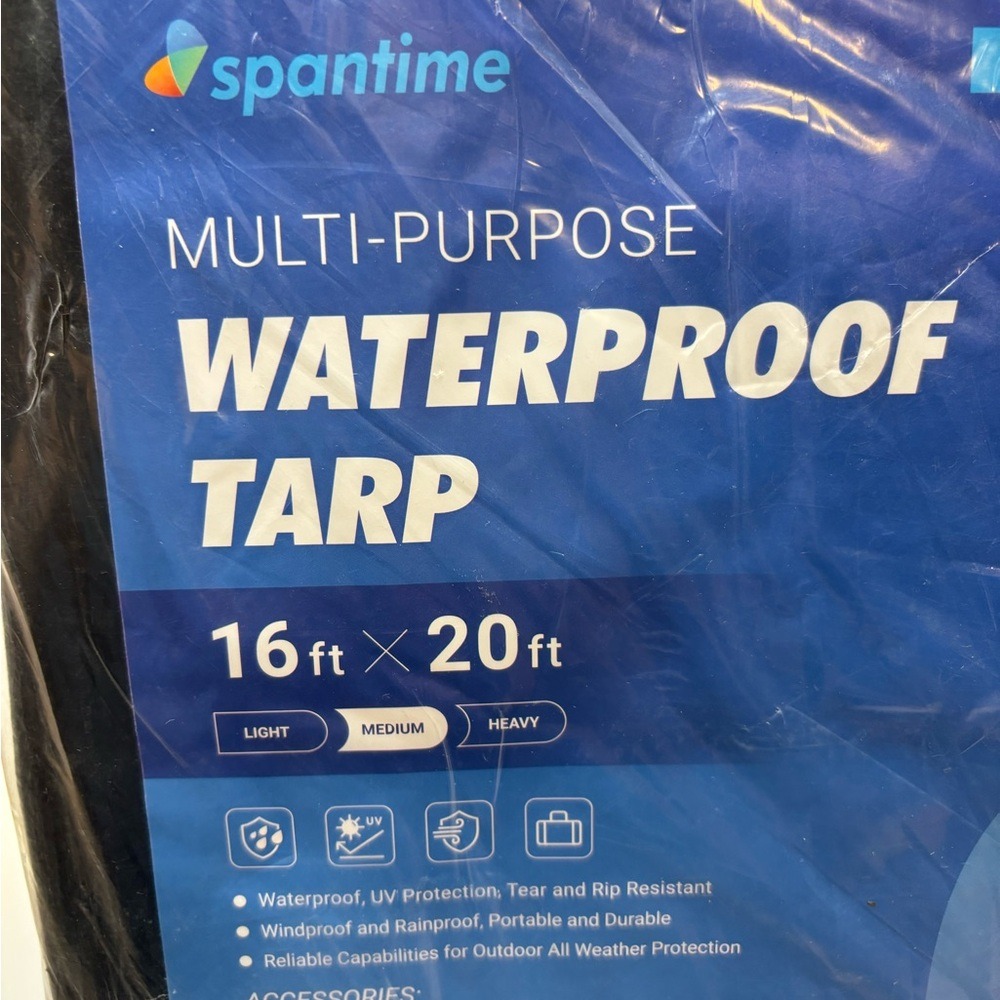 spantime
MULTI-PURPOSE
WATERPROOF
TARP
16ft × 20ft
LIGHT MEDIUM HEAVY
UV
● Waterproof, UV Protection, Tear and Rip Resistant
● Windproof and Rainproof, Portable and Durable
● Reliable Capabilities for Outdoor All Weather Protection
ACCESSORIES: